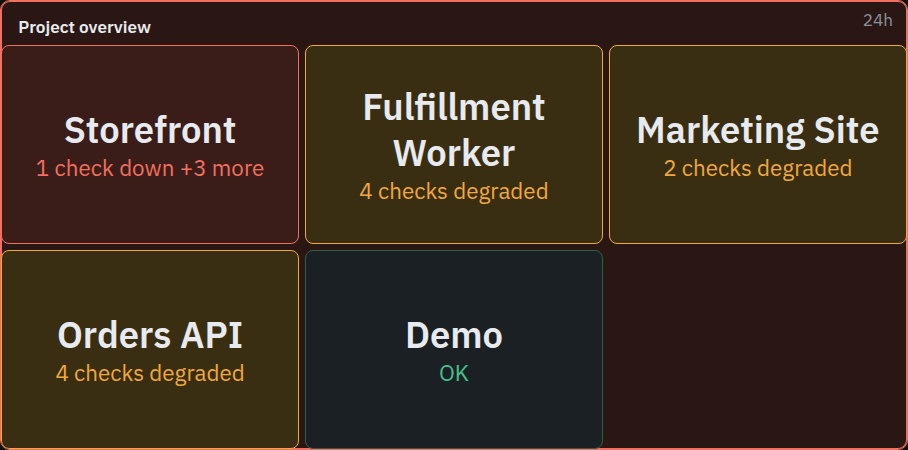 Project overview
24h
Storefront
1 check down +3 more
Fulfillment
Worker
4 checks degraded
Marketing Site
2 checks degraded
Orders API
4 checks degraded
Demo
OK